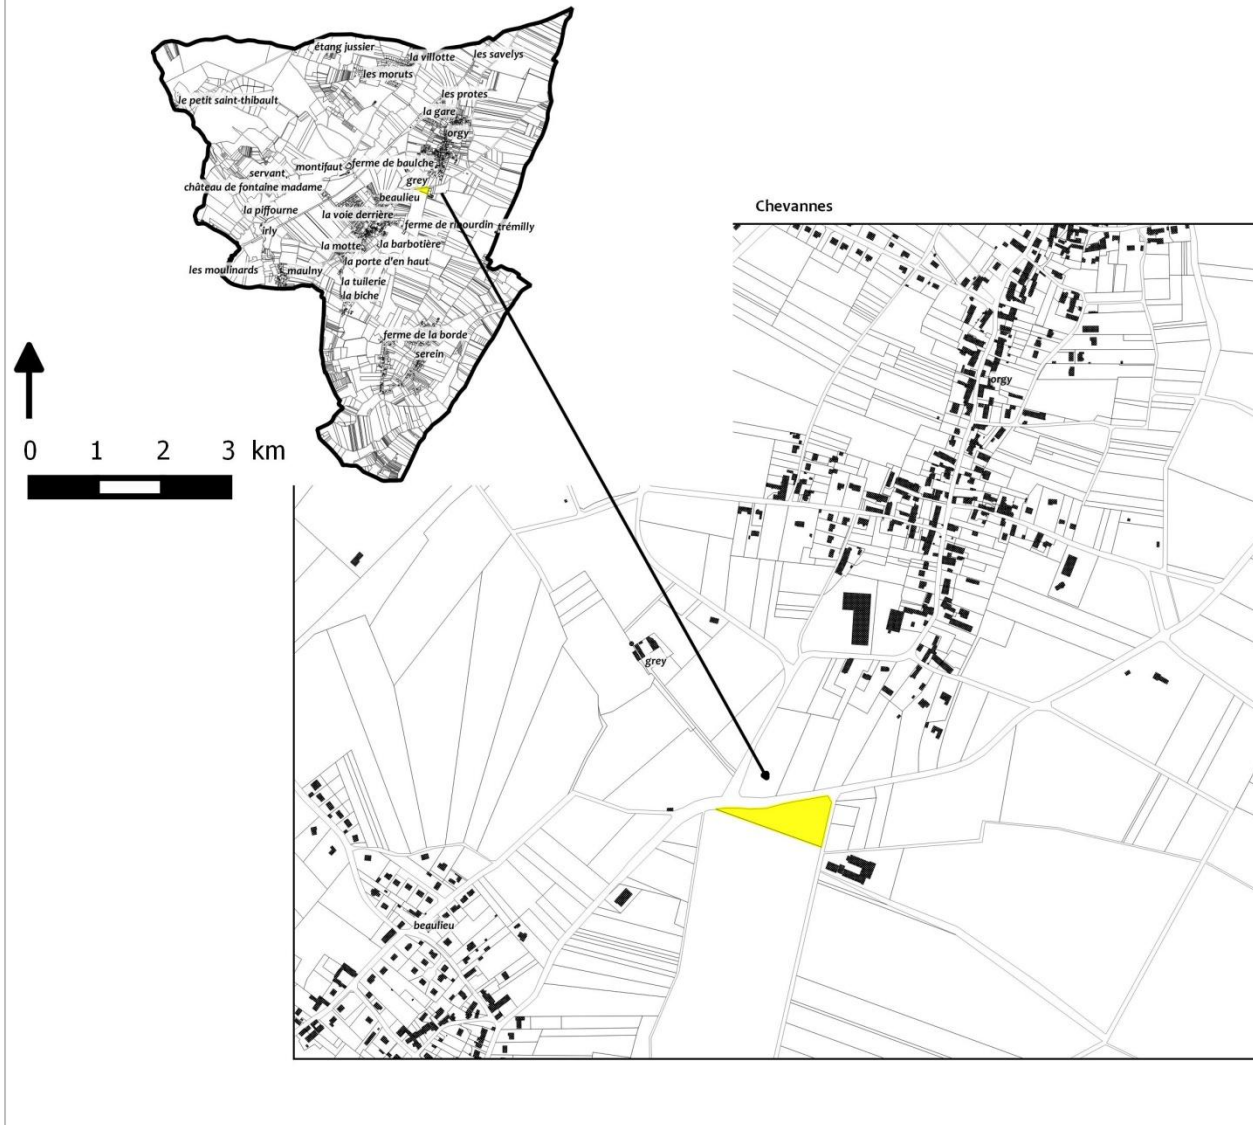 étang jussier
la villotte
les savelys
les moruts
le petit saint-thibault
les protes
la gare
orgy
montifaut
ferme de baulche
servant
grey
château de fontaine madame
beaulieu
la piffourne
la voie derrière
irly
ferme de riourdin
trémilly
la motte
la barbotière
les moulinards
maulny
la porte d'en haut
la tuilerie
la biche
ferme de la borde
serein
0 1 2 3 km
Chevannes
orgy
grey
beaulieu